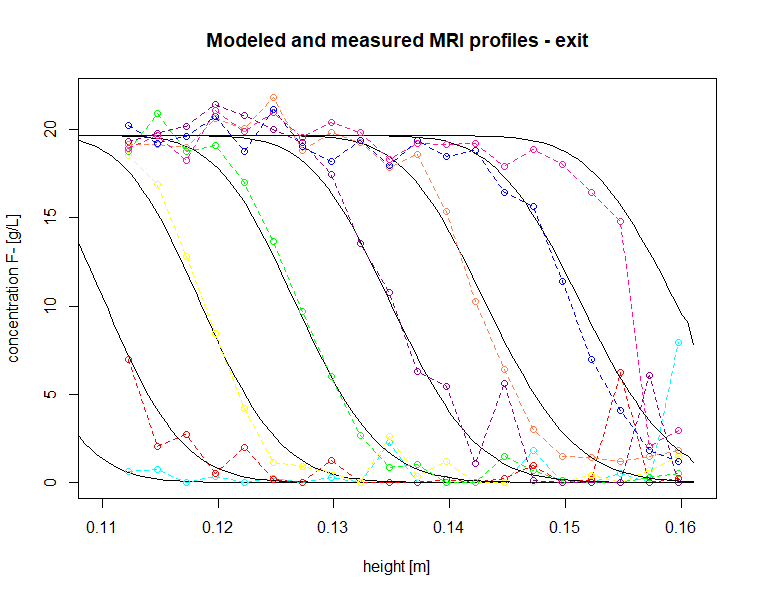 Modeled and measured MRI profiles - exit
concentration F- [g/L]
20
15
10
5
0
0.11 0.12 0.13 0.14 0.15 0.16
height [m]